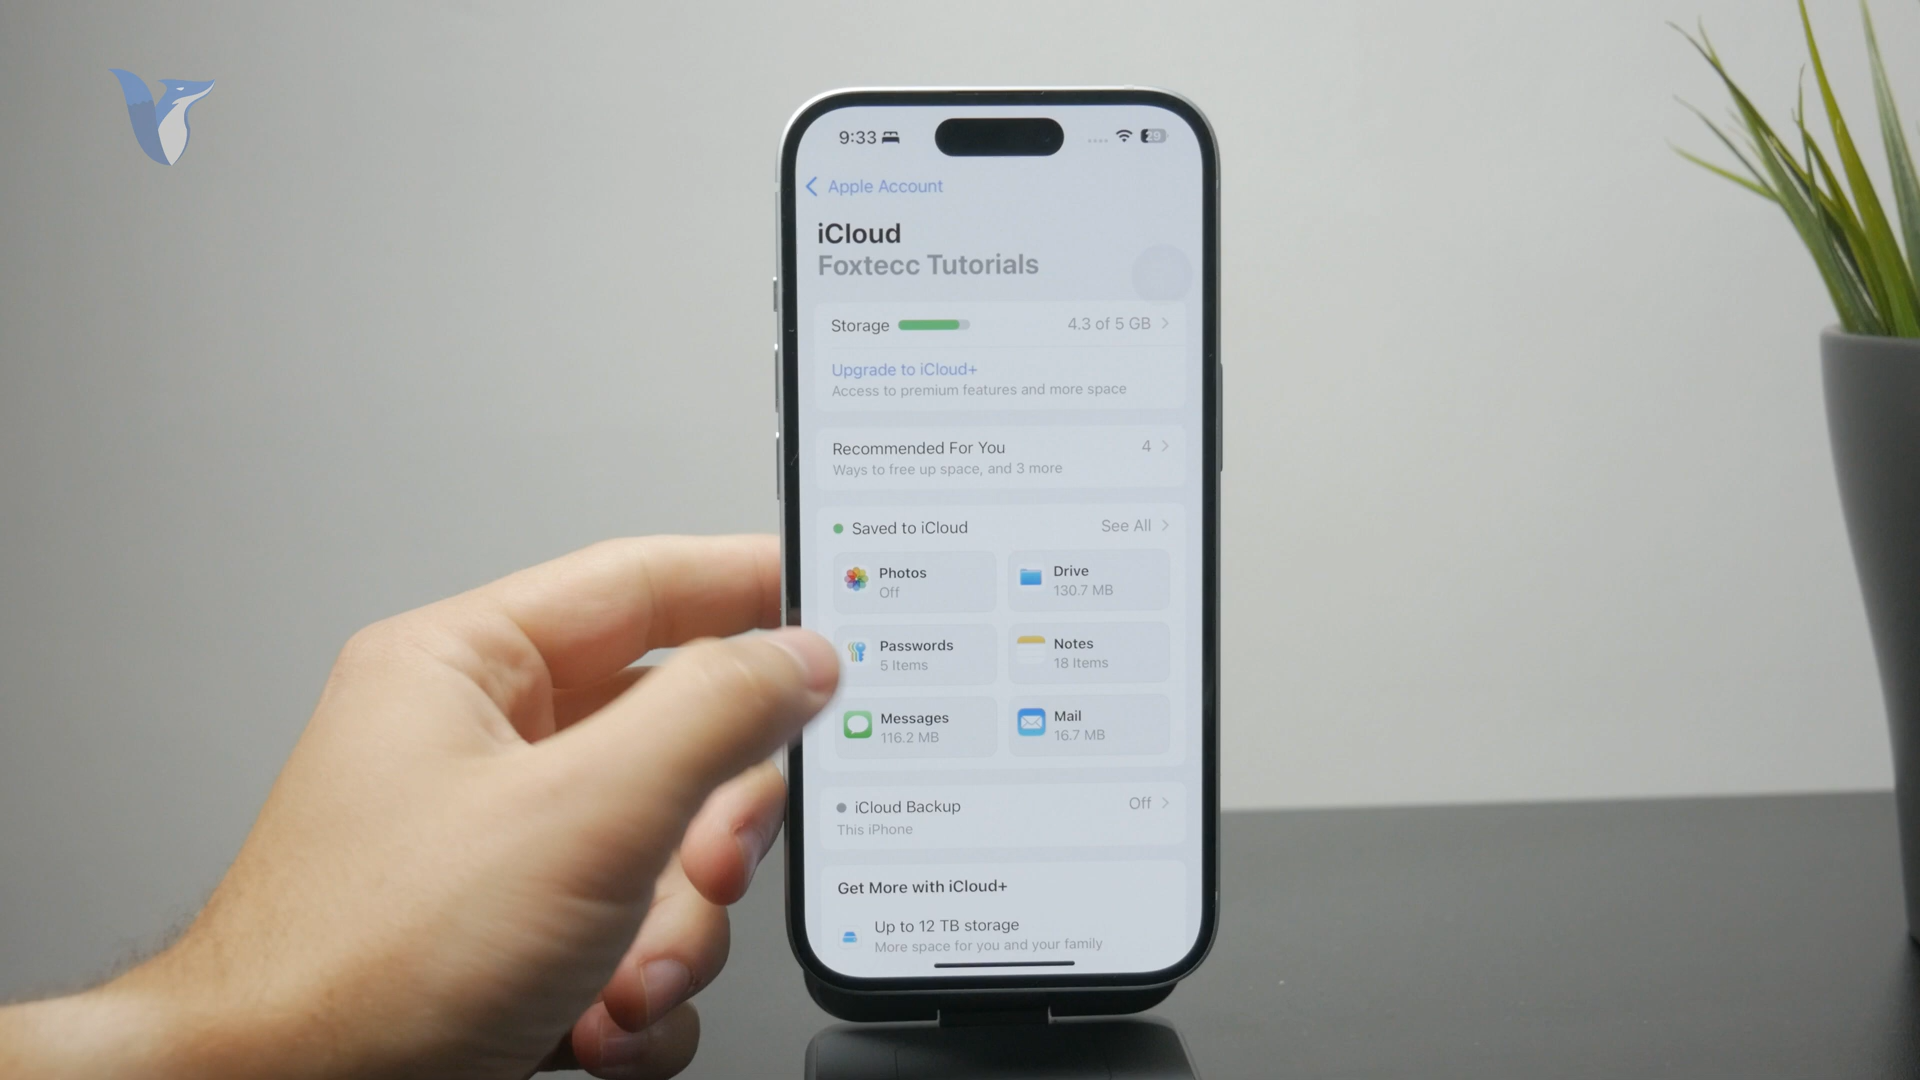 9:33
29
Apple Account
iCloud
Foxtecc Tutorials
Storage 4.3 of 5 GB
Upgrade to iCloud+
Access to premium features and more space
Recommended For You 4
Ways to free up space, and 3 more
Saved to iCloud See All
Photos
Off
Drive
130.7 MB
Passwords
5 Items
Notes
18 Items
Messages
116.2 MB
Mail
16.7 MB
iCloud Backup Off
This iPhone
Get More with iCloud+
Up to 12 TB storage
More space for you and your family